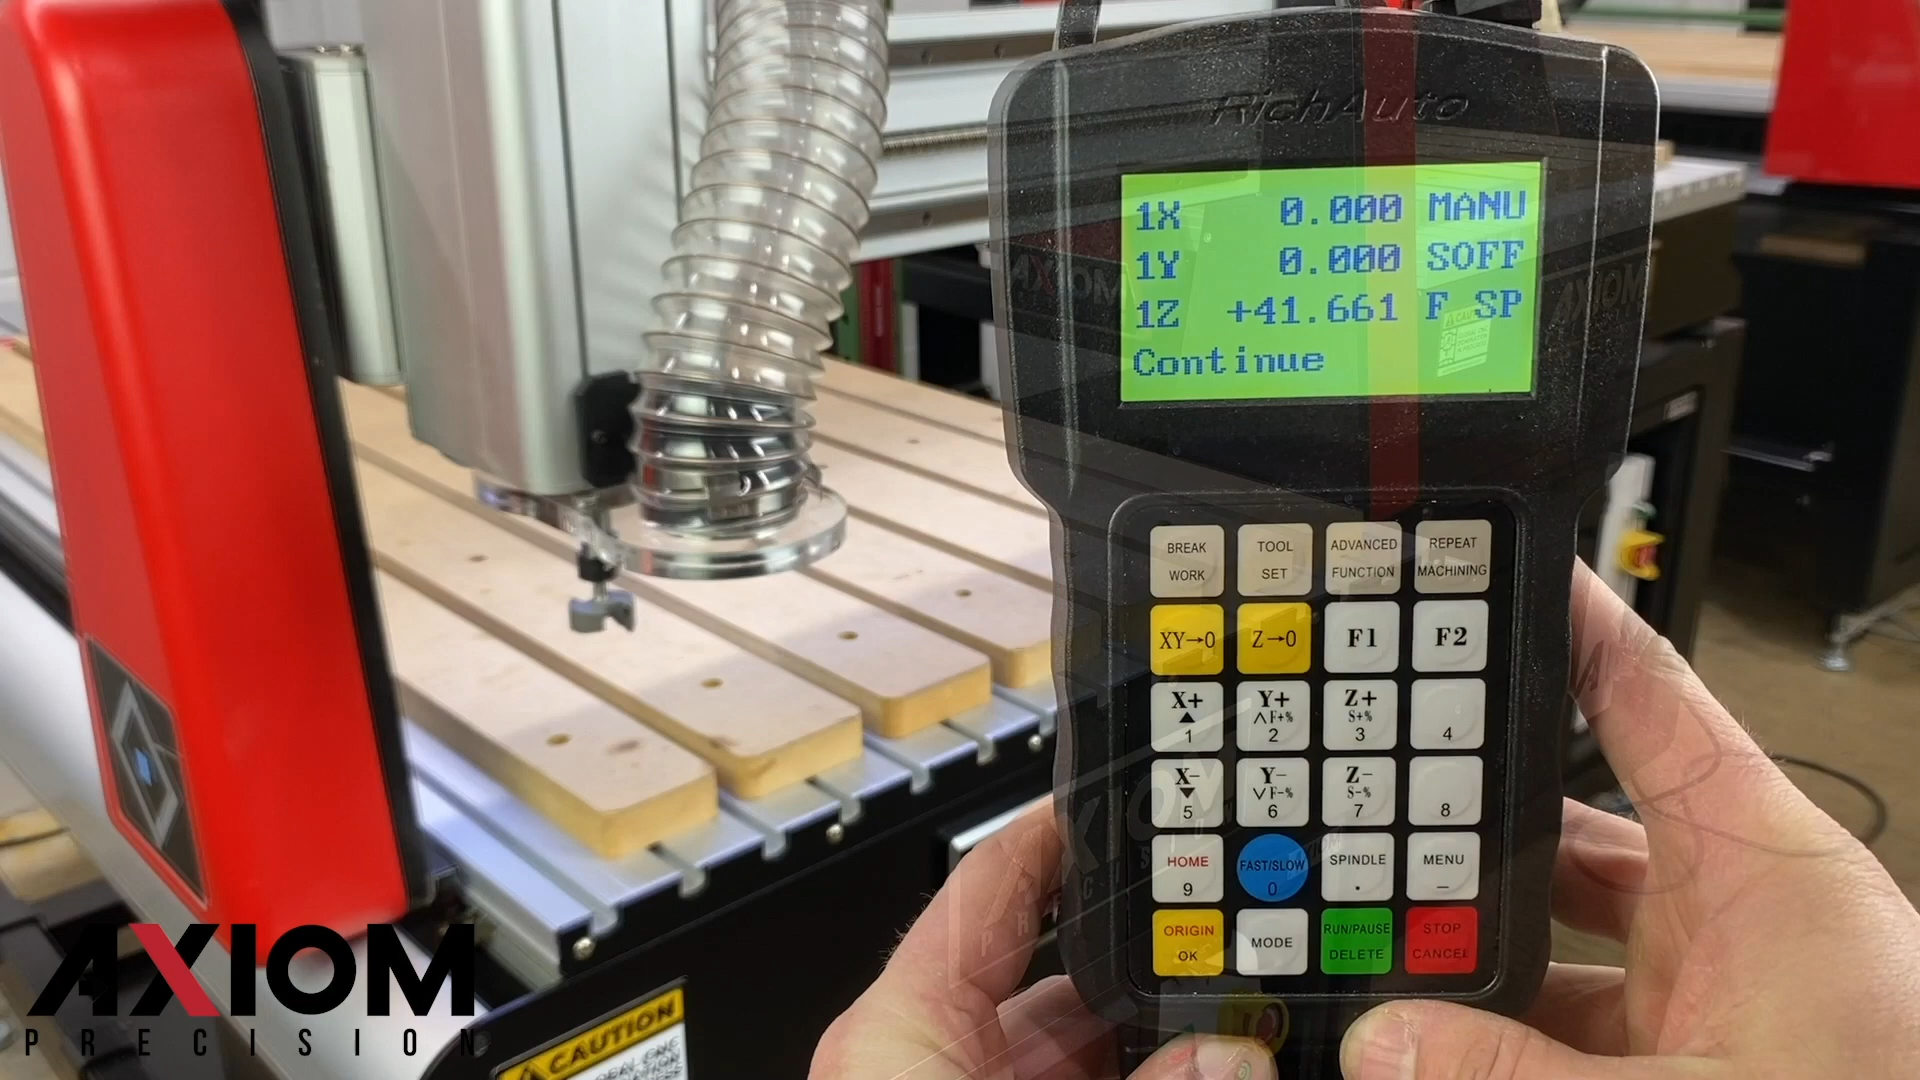 RichAuto
1X 0.000 MANU
1Y 0.000 SOFF
1Z +41.661 F SP
Continue
BREAK WORK
TOOL SET
ADVANCED FUNCTION
REPEAT MACHINING
XY→0
Z→0
F1
F2
X+ ▲ 1
Y+ ∧F+% 2
Z+ S+% 3
4
X- ▼ 5
Y- ∨F-% 6
Z- S-% 7
8
HOME 9
FAST/SLOW 0
SPINDLE .
MENU –
ORIGIN OK
MODE
RUN/PAUSE DELETE
STOP CANCEL
AXIOM
PRECISION
CAUTION
AXIOM
AXIOM